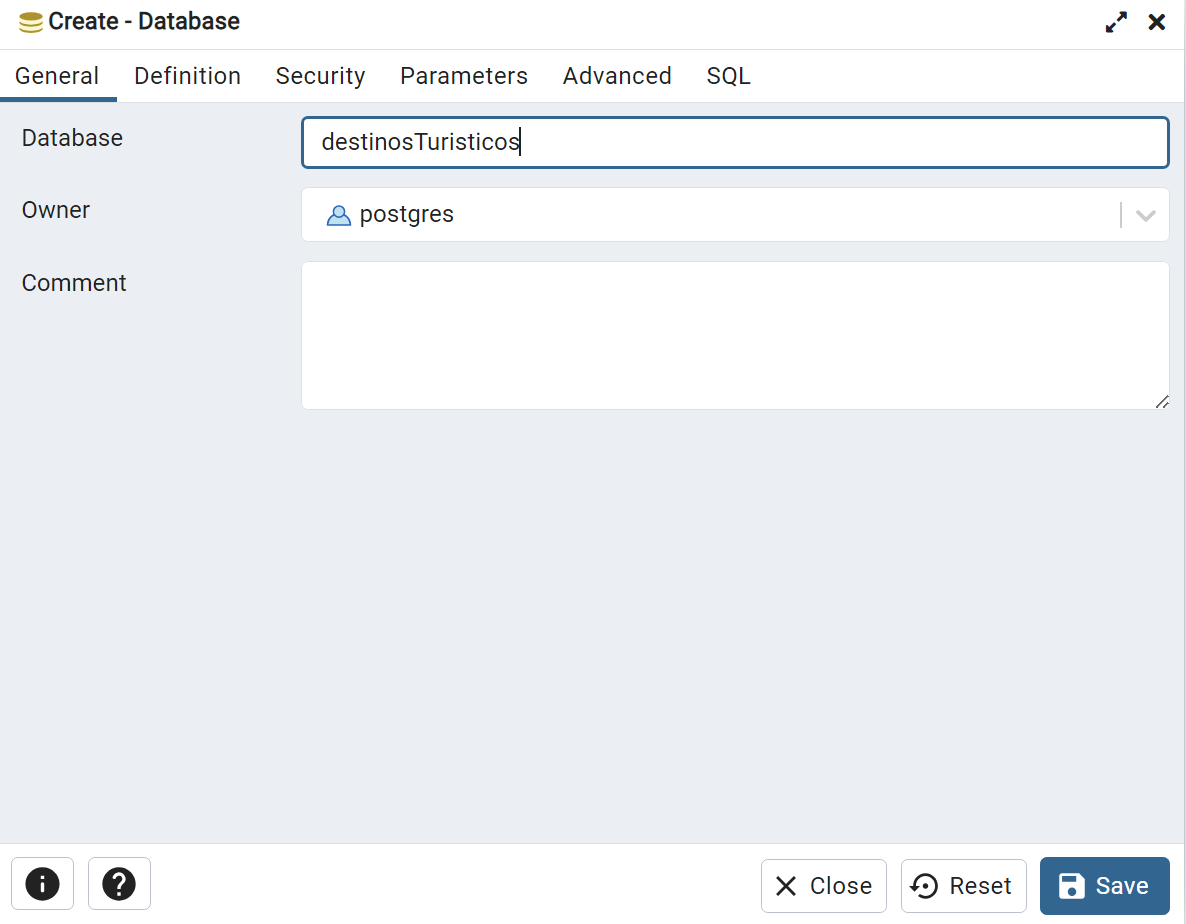 Create - Database
General Definition Security Parameters Advanced SQL
Database destinosTuristicos
Owner postgres
Comment
Close Reset Save